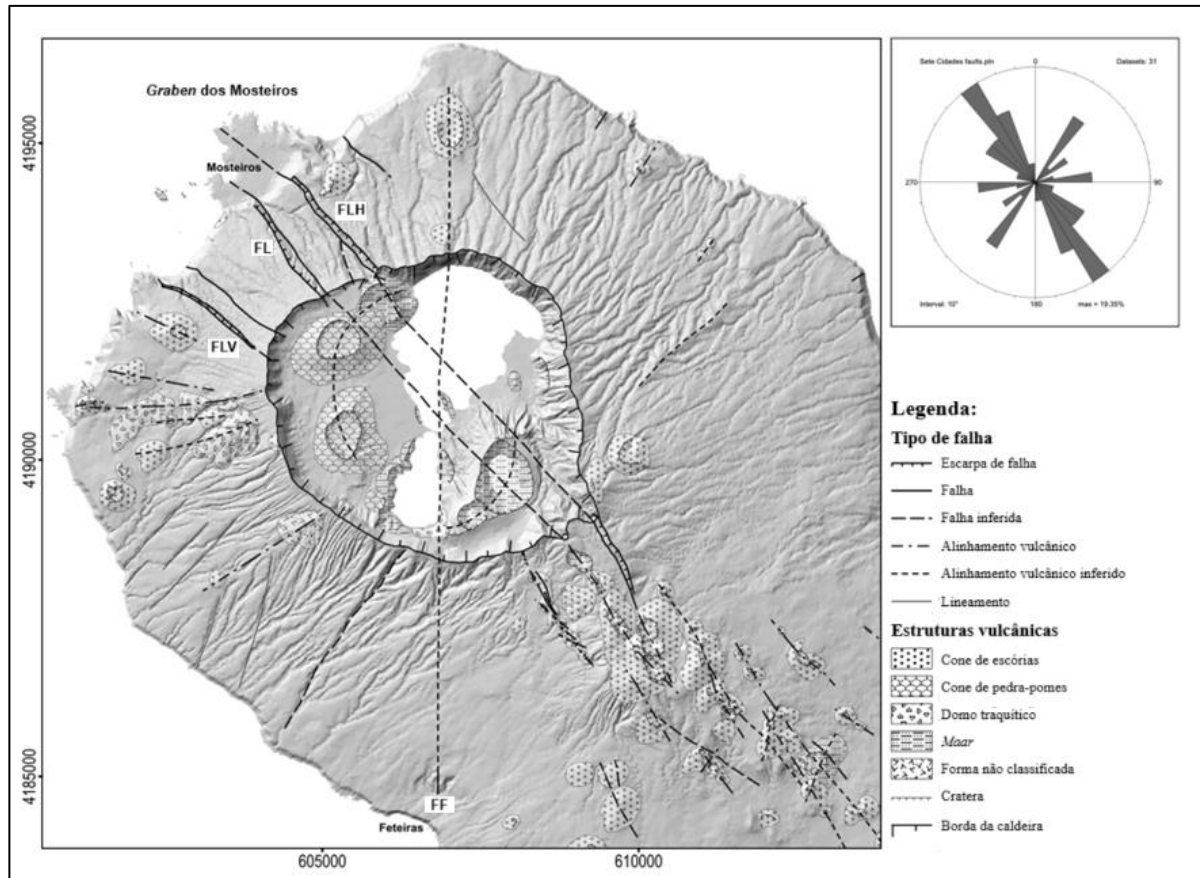 Graben dos Mosteiros
Mosteiros
FLH
FL
FLV
FF
Feteiras
4195000
4190000
4185000
605000
610000
Sete Cidades faults.pln
Datasets: 31
0
270
90
180
Interval: 10°
max = 19.35%
Legenda:
Tipo de falha
Escarpa de falha
Falha
Falha inferida
Alinhamento vulcânico
Alinhamento vulcânico inferido
Lineamento
Estruturas vulcânicas
Cone de escórias
Cone de pedra-pomes
Domo traquítico
Maar
Forma não classificada
Cratera
Borda da caldeira